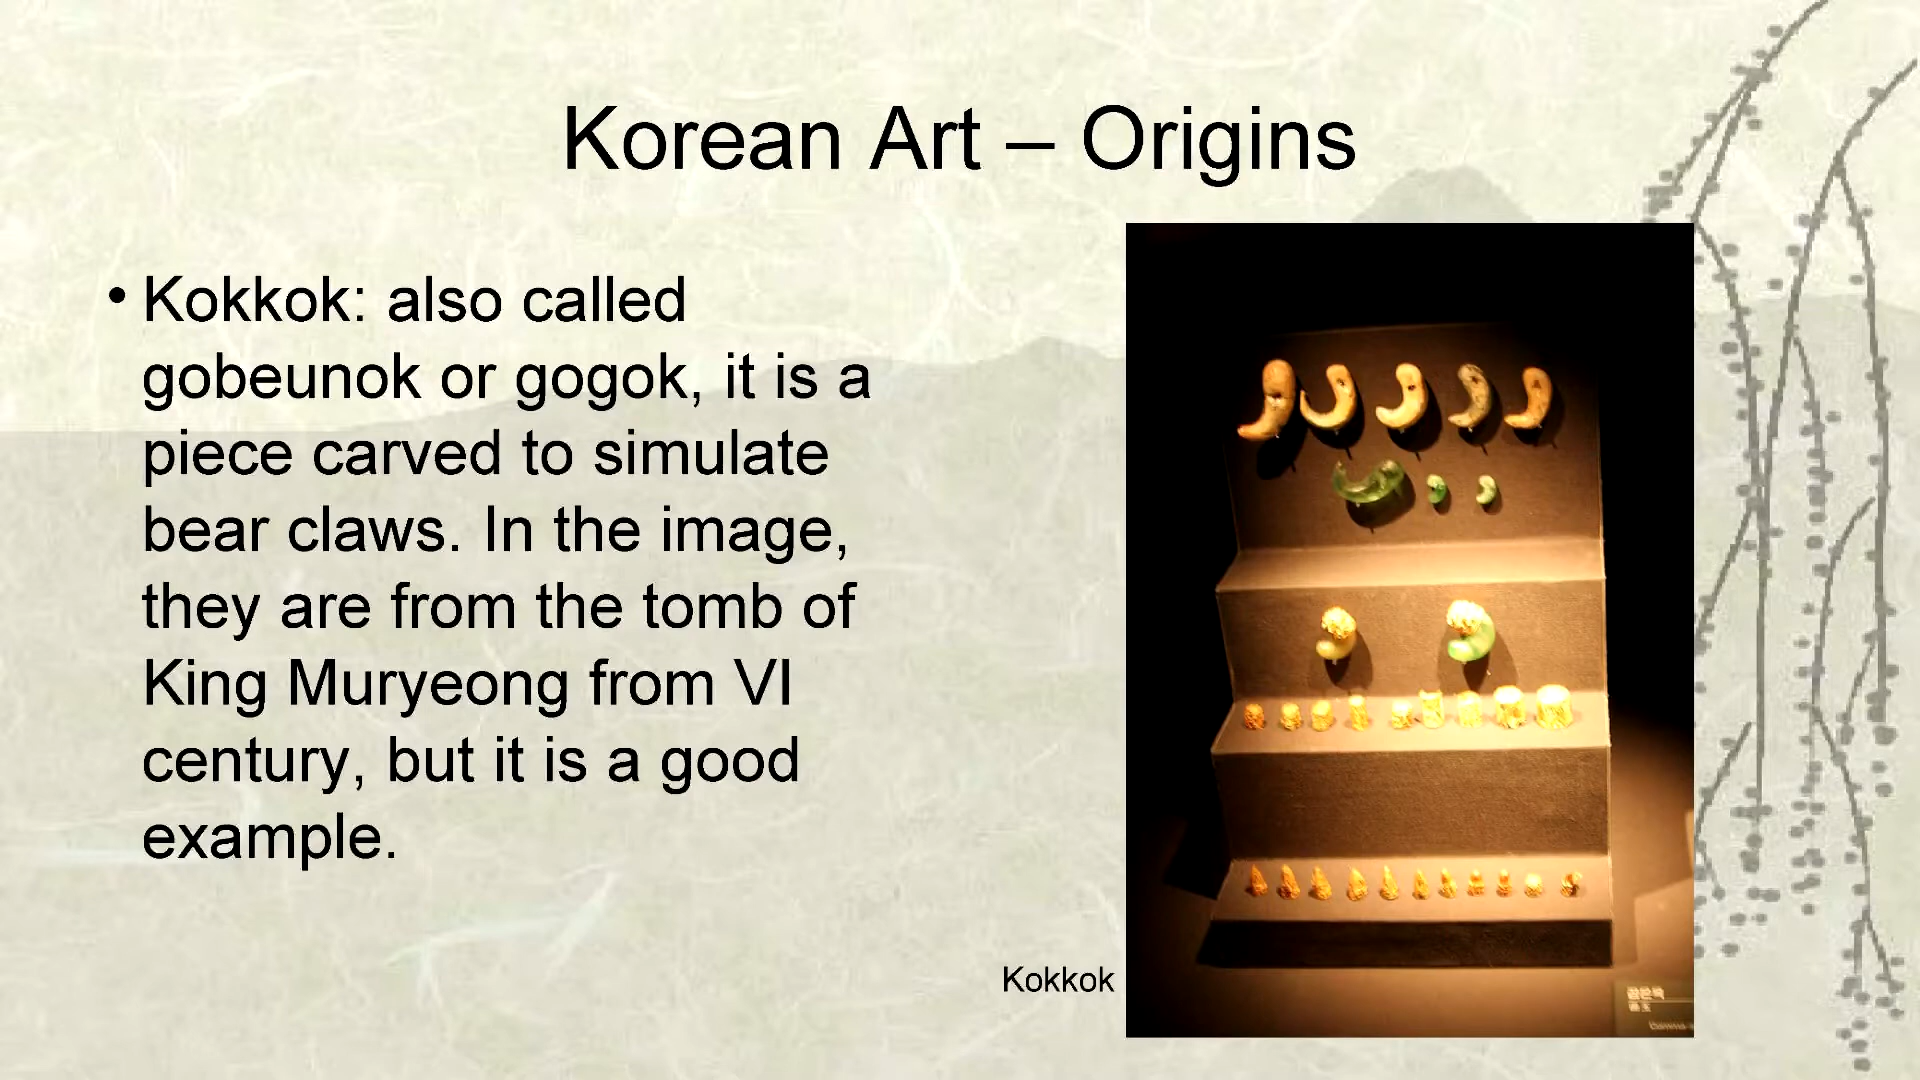 Korean Art – Origins
• Kokkok: also called
gobeunok or gogok, it is a
piece carved to simulate
bear claws. In the image,
they are from the tomb of
King Muryeong from VI
century, but it is a good
example.
Kokkok